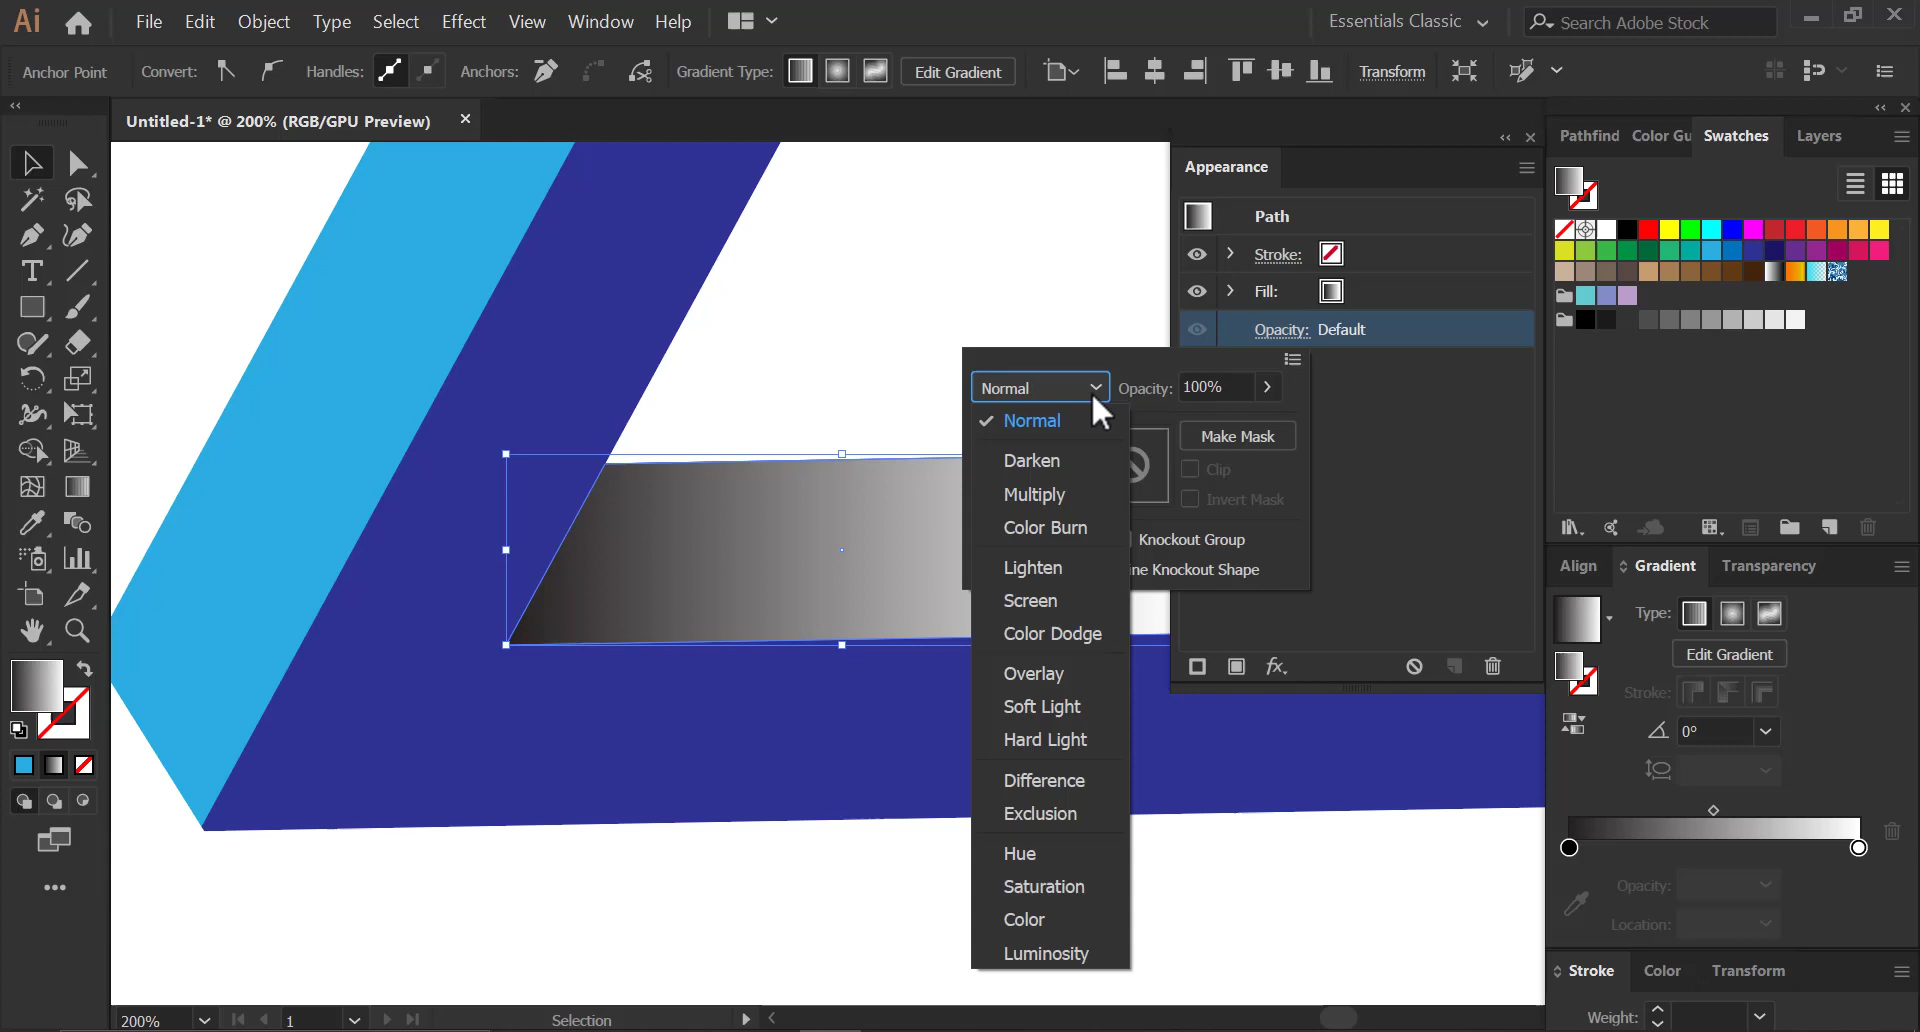 Ai File Edit Object Type Select Effect View Window Help Essentials Classic Search Adobe Stock
Anchor Point Convert: Handles: Anchors: Gradient Type: Edit Gradient Transform
Untitled-1* @ 200% (RGB/GPU Preview)
Appearance
Path
Stroke:
Fill:
Opacity: Default
Normal Opacity: 100%
Normal
Darken
Multiply
Color Burn
Lighten
Screen
Color Dodge
Overlay
Soft Light
Hard Light
Difference
Exclusion
Hue
Saturation
Color
Luminosity
Make Mask
Clip
Invert Mask
Knockout Group
ine Knockout Shape
fx
Pathfind Color Gu Swatches Layers
Align Gradient Transparency
Type:
Edit Gradient
Stroke:
0°
Opacity:
Location:
Stroke Color Transform
Weight:
200% 1 Selection